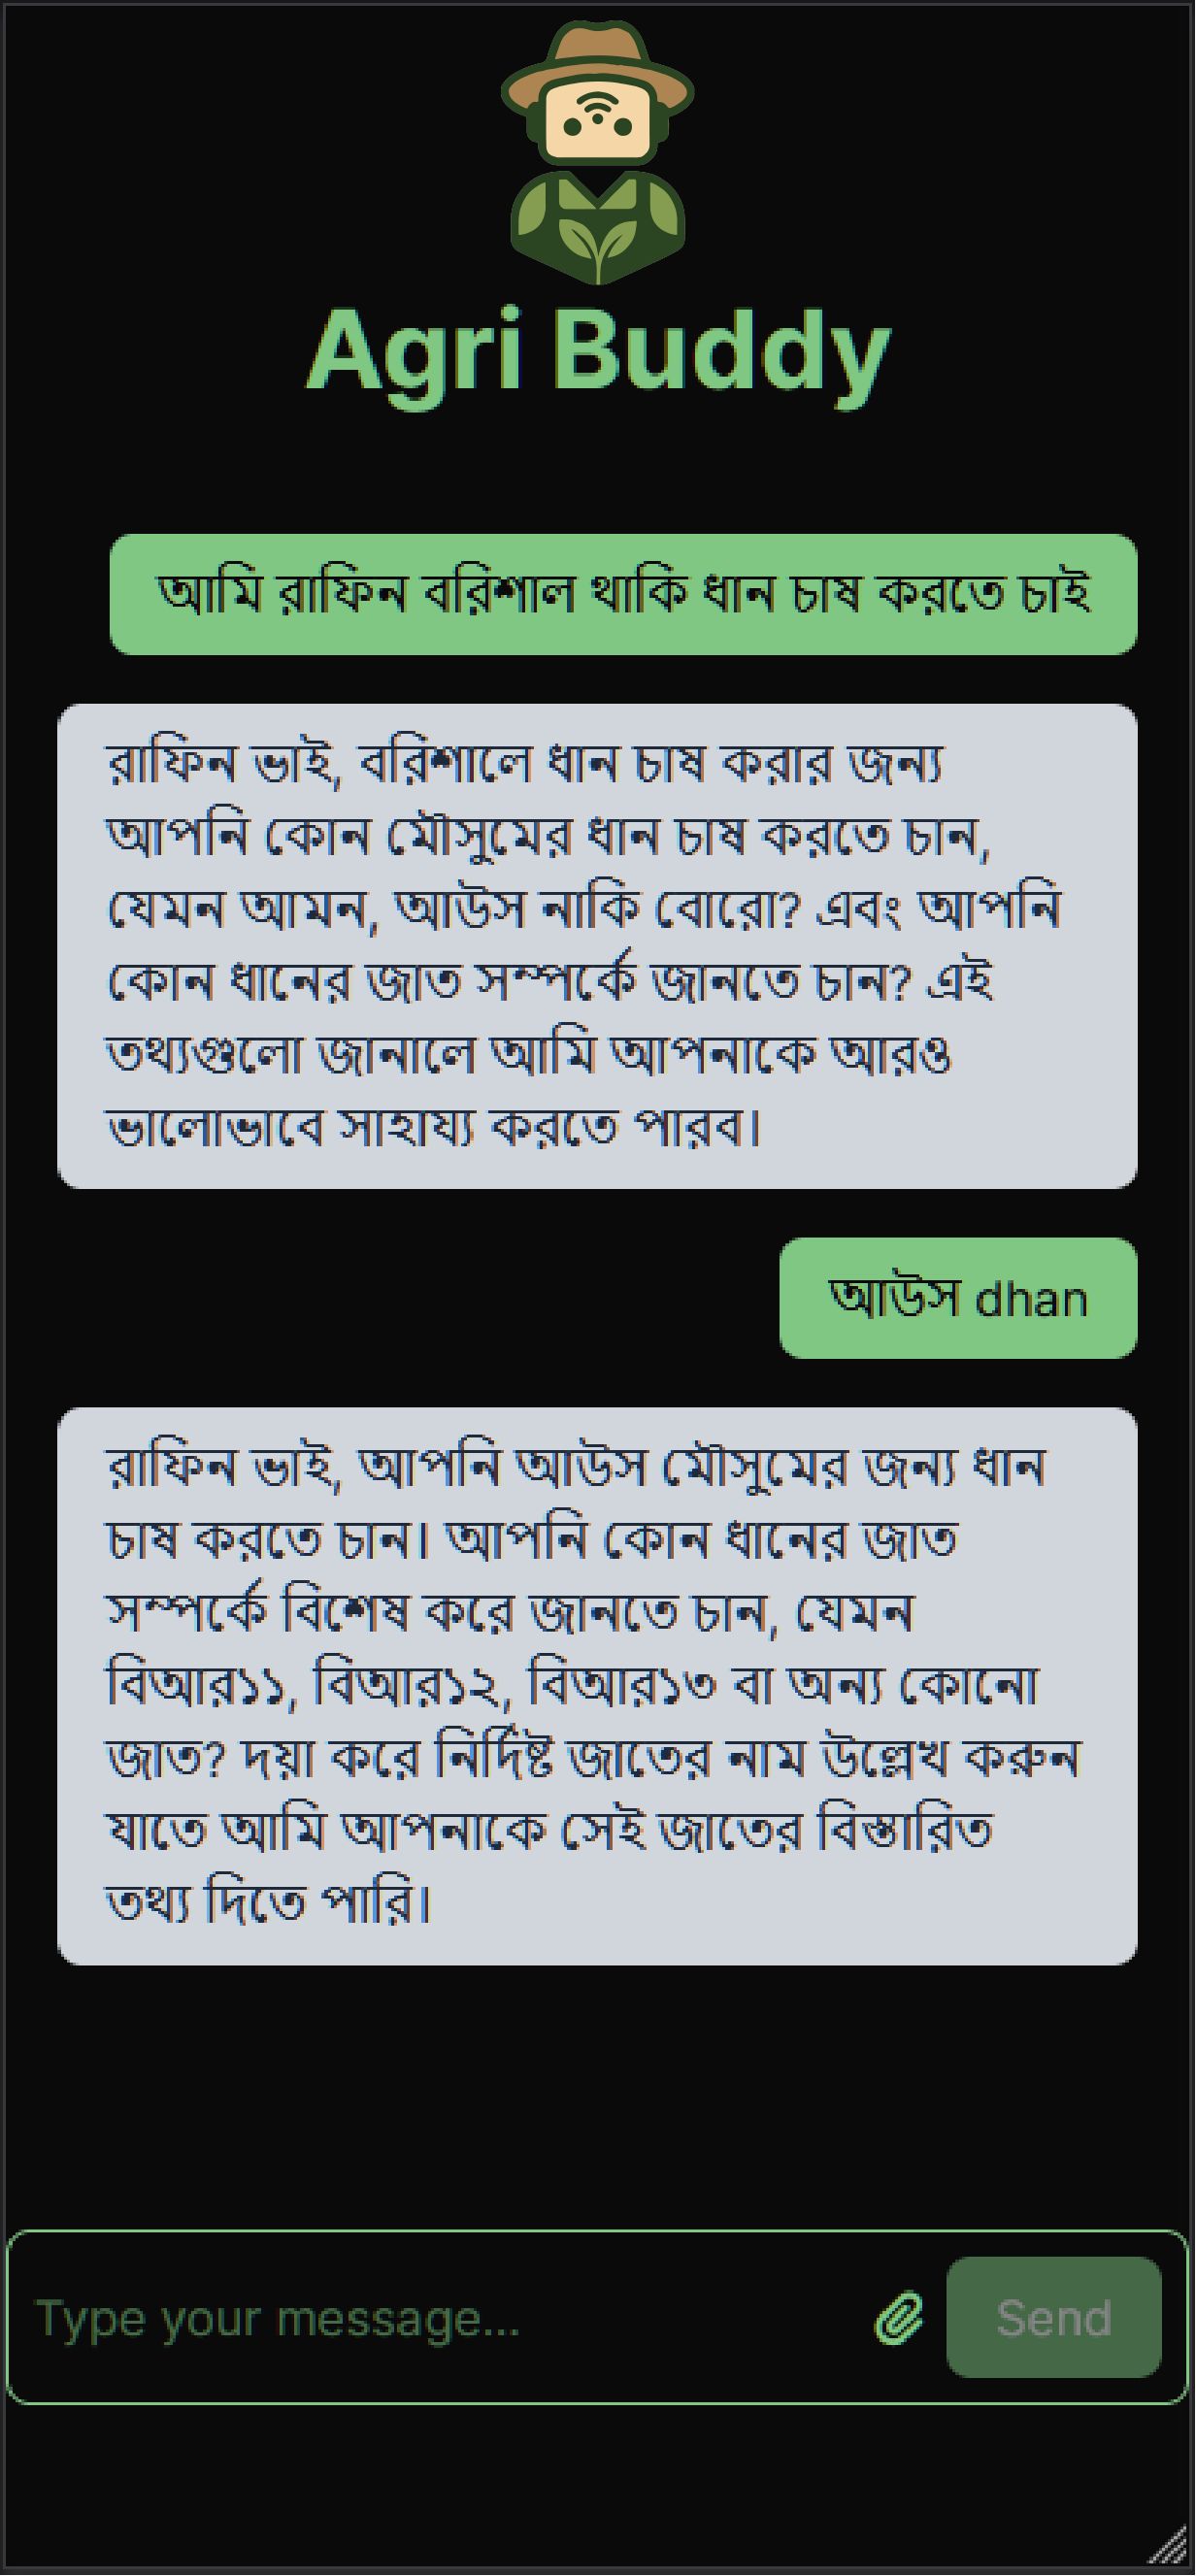 Agri Buddy
আমি রাফিন বরিশাল থাকি ধান চাষ করতে চাই
রাফিন ভাই, বরিশালে ধান চাষ করার জন্য
আপনি কোন মৌসুমের ধান চাষ করতে চান,
যেমন আমন, আউস নাকি বোরো? এবং আপনি
কোন ধানের জাত সম্পর্কে জানতে চান? এই
তথ্যগুলো জানালে আমি আপনাকে আরও
ভালোভাবে সাহায্য করতে পারব।
আউস dhan
রাফিন ভাই, আপনি আউস মৌসুমের জন্য ধান
চাষ করতে চান। আপনি কোন ধানের জাত
সম্পর্কে বিশেষ করে জানতে চান, যেমন
বিআর১১, বিআর১২, বিআর১৩ বা অন্য কোনো
জাত? দয়া করে নির্দিষ্ট জাতের নাম উল্লেখ করুন
যাতে আমি আপনাকে সেই জাতের বিস্তারিত
তথ্য দিতে পারি।
Type your message...
Send